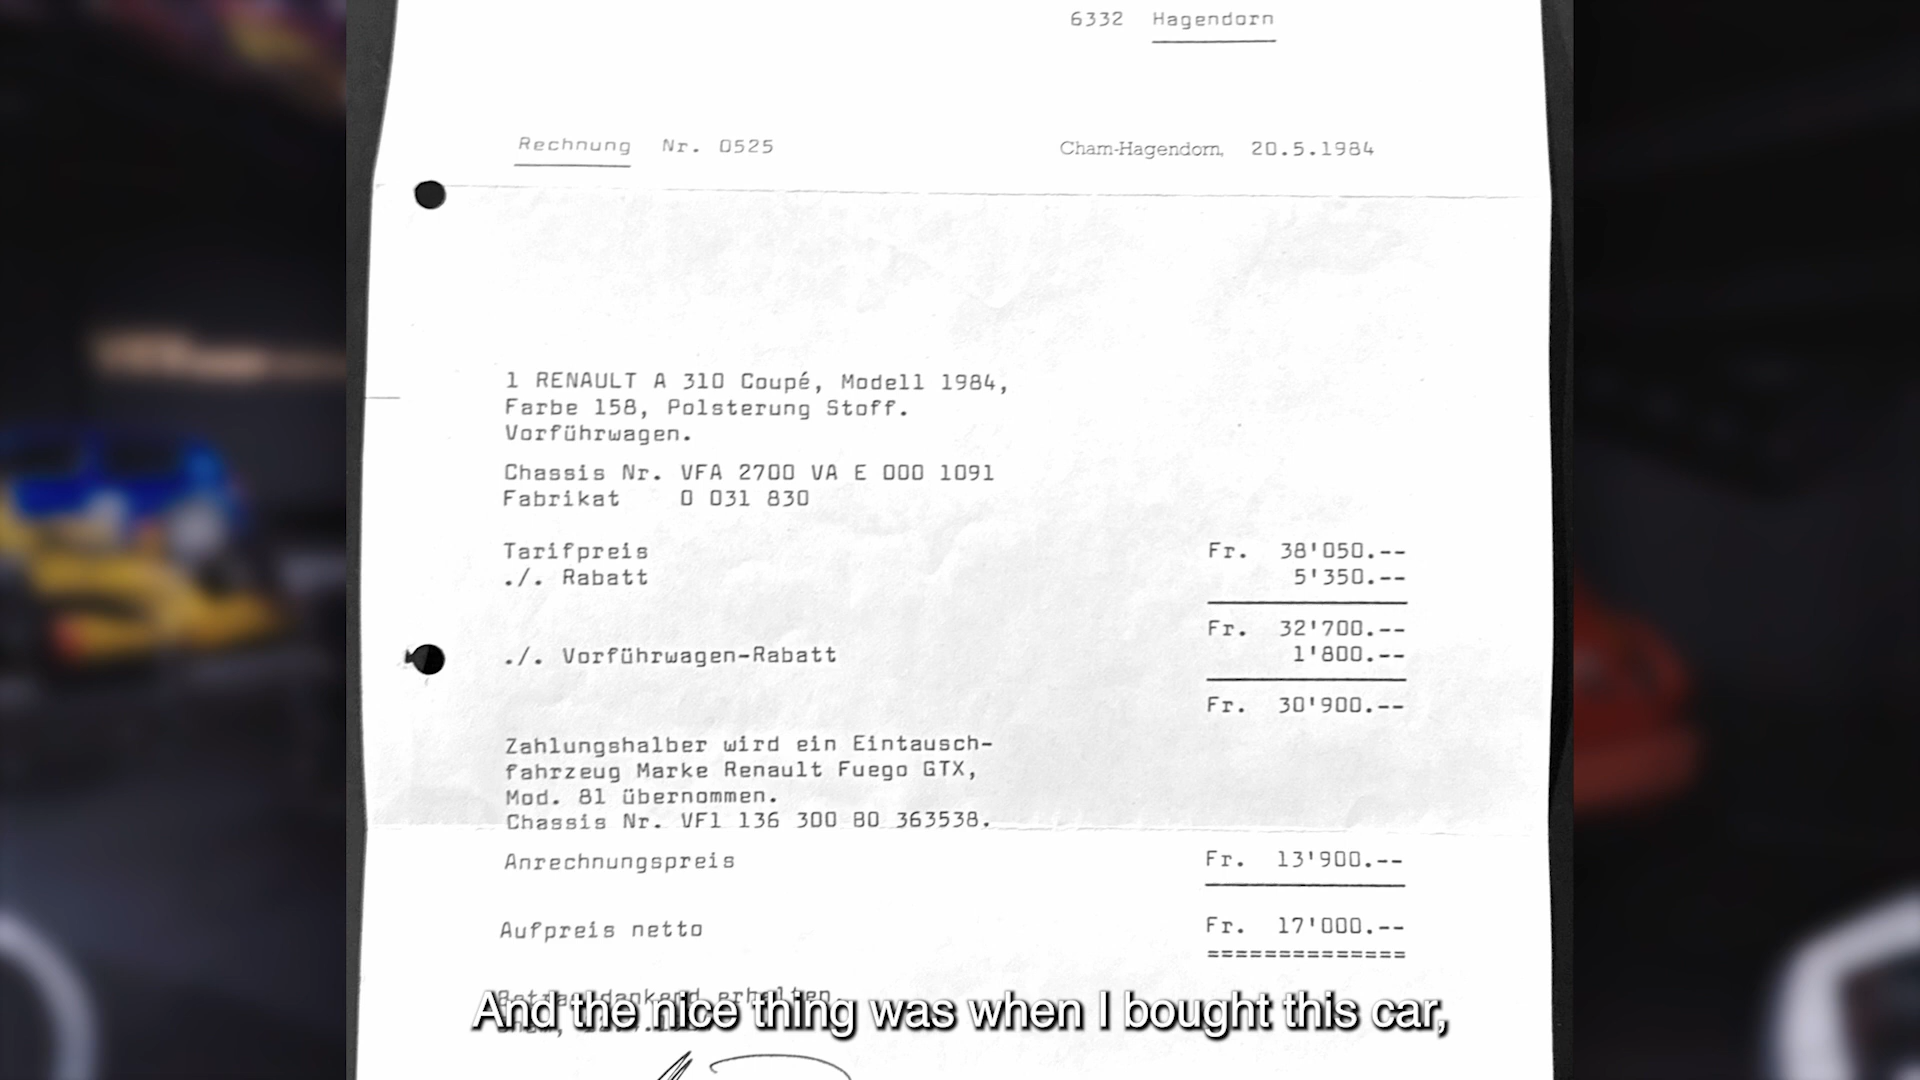 6332 Hagendorn
Rechnung Nr. 0525 Cham-Hagendorn, 20.5.1984
1 RENAULT A 310 Coupé, Modell 1984,
Farbe 158, Polsterung Stoff.
Vorführwagen.
Chassis Nr. VFA 2700 VA E 000 1091
Fabrikat 0 031 830
Tarifpreis Fr. 38'050.--
./. Rabatt 5'350.--
Fr. 32'700.--
./. Vorführwagen-Rabatt 1'800.--
Fr. 30'900.--
Zahlungshalber wird ein Eintausch-
fahrzeug Marke Renault Fuego GTX,
Mod. 81 übernommen.
Chassis Nr. VF1 136 300 B0 363538.
Anrechnungspreis Fr. 13'900.--
Aufpreis netto Fr. 17'000.--
Betrag dankend erhalten
And the nice thing was when I bought this car,